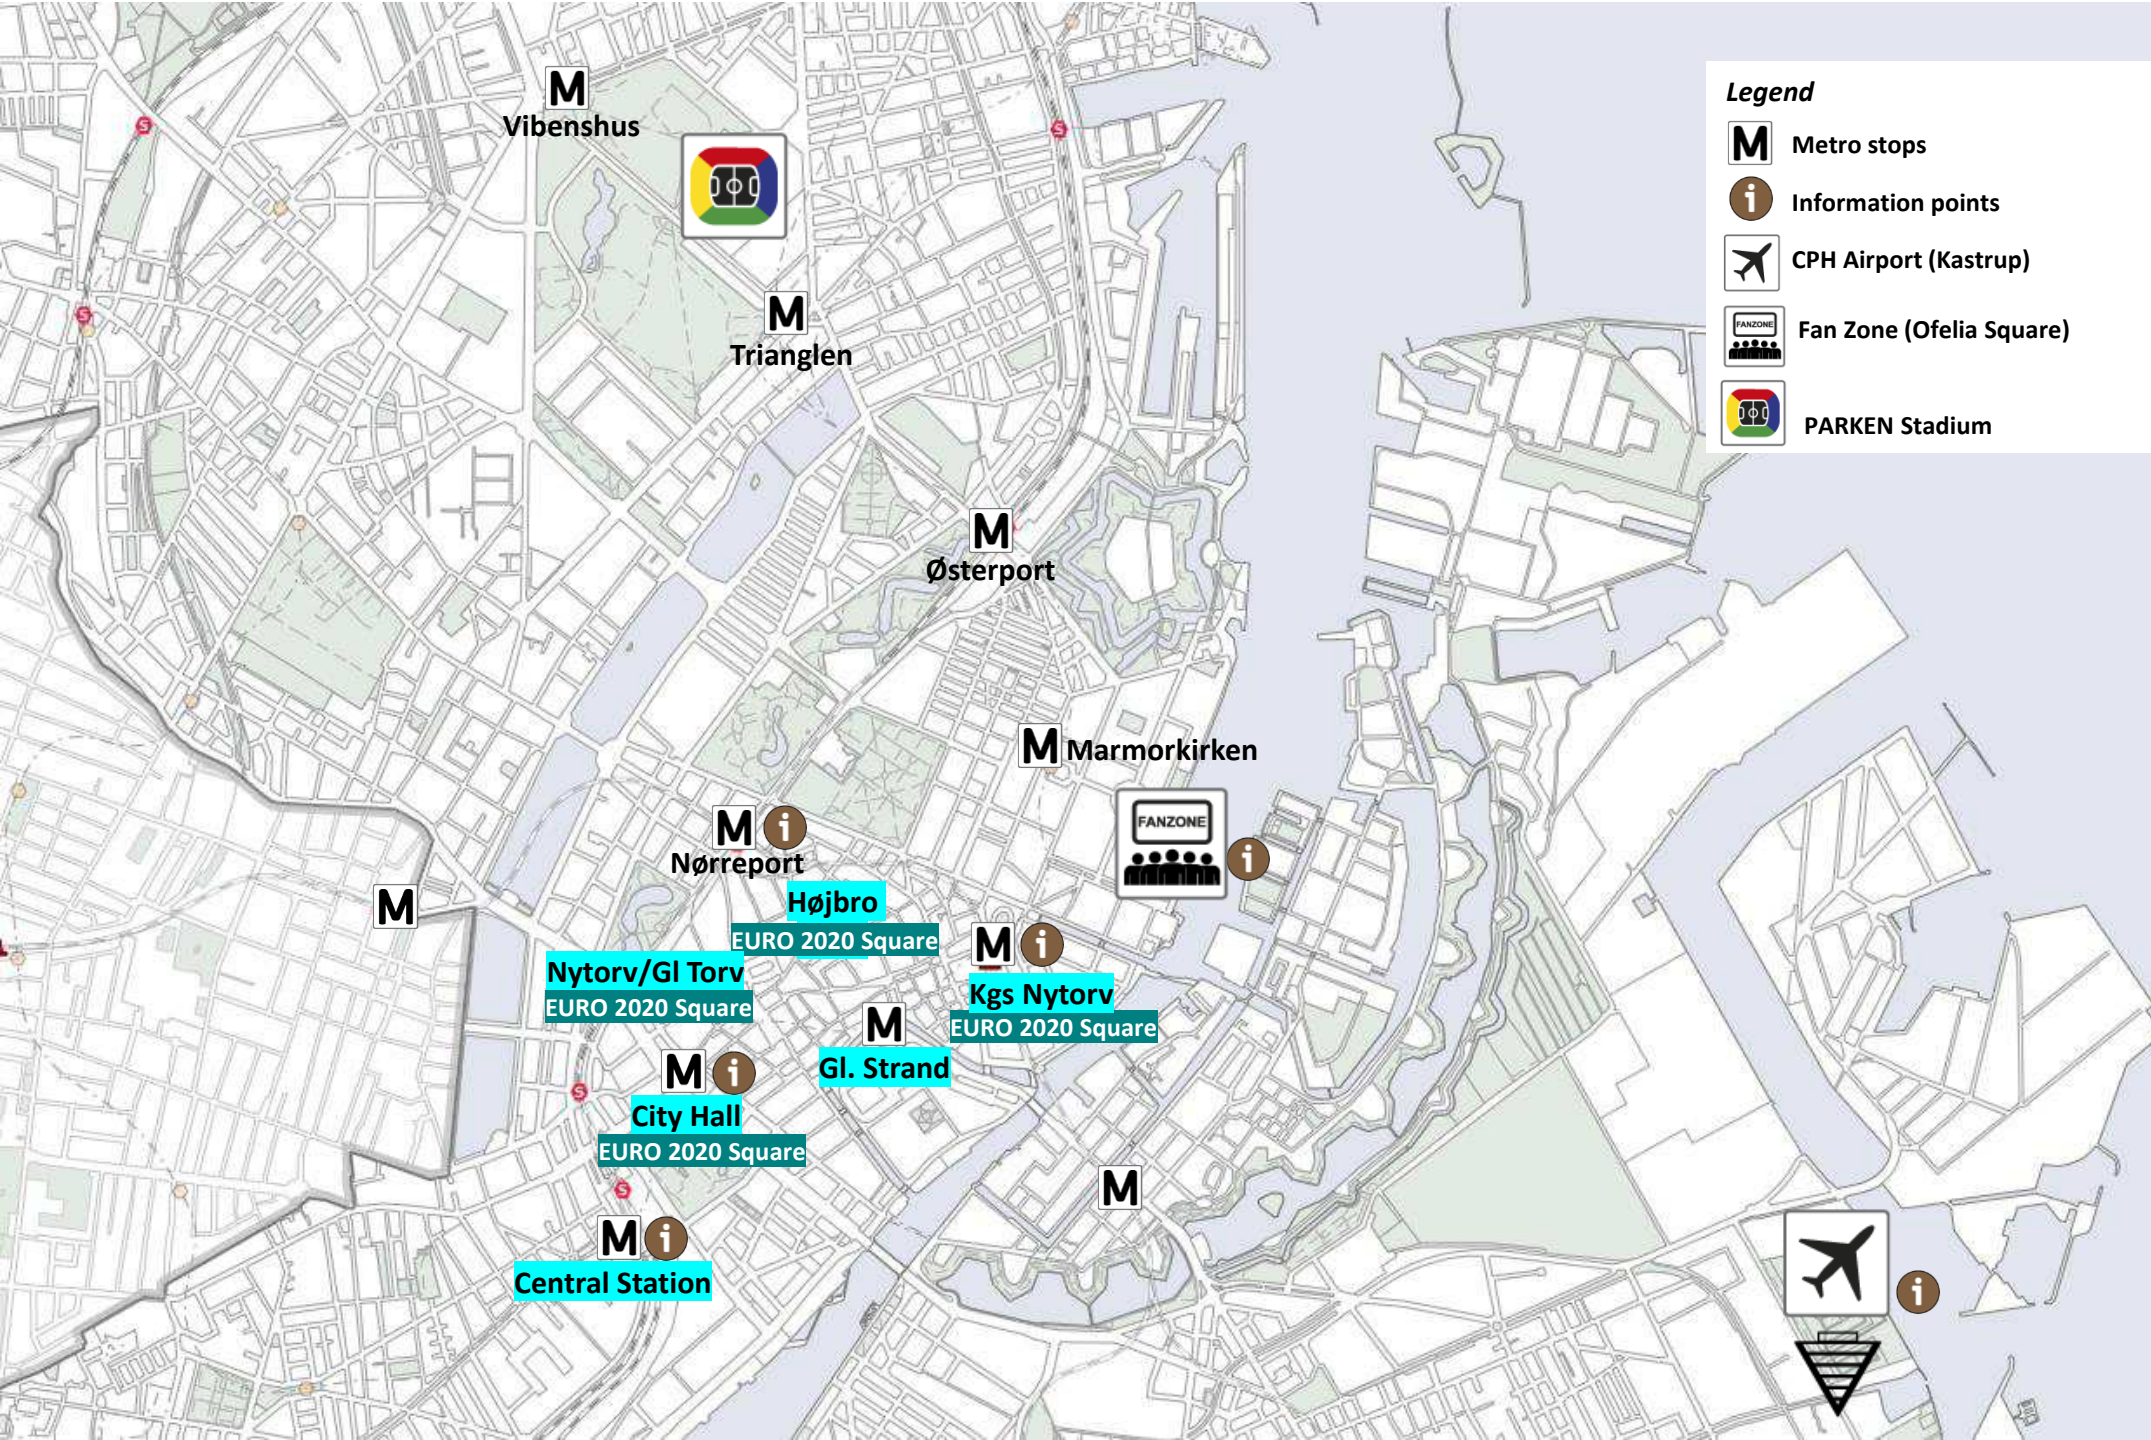 Legend
M Metro stops
i Information points
CPH Airport (Kastrup)
FANZONE Fan Zone (Ofelia Square)
PARKEN Stadium
M
Vibenshus
M
Trianglen
M
Østerport
M Marmorkirken
FANZONE
i
M i
Nørreport
Højbro
EURO 2020 Square
M
M i
Kgs Nytorv
EURO 2020 Square
Nytorv/Gl Torv
EURO 2020 Square
M
Gl. Strand
M i
City Hall
EURO 2020 Square
M
M i
Central Station
i
S
S
S
S
S